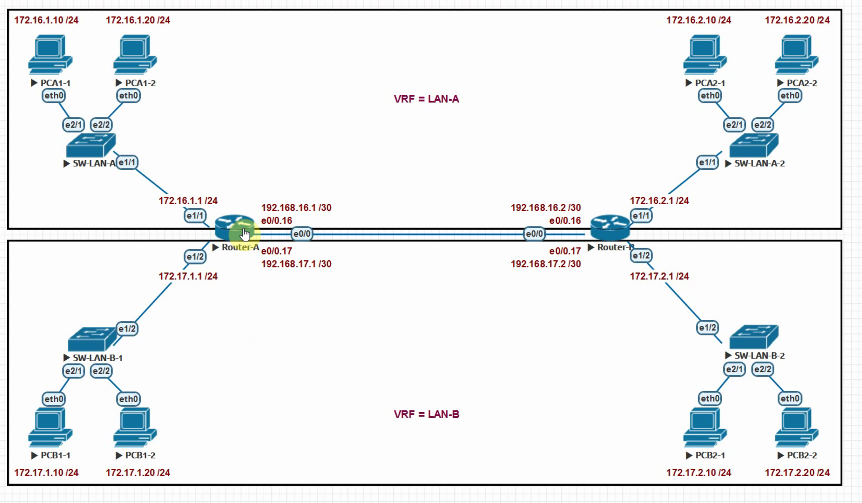 172.16.1.10 /24
172.16.1.20 /24
172.16.2.10 /24
172.16.2.20 /24
PCA1-1
PCA1-2
PCA2-1
PCA2-2
eth0
eth0
eth0
eth0
VRF = LAN-A
e2/1
e2/2
e2/1
e2/2
SW-LAN-A
e1/1
e1/1
SW-LAN-A-2
172.16.1.1 /24
172.16.2.1 /24
192.168.16.1 /30
192.168.16.2 /30
e1/1
e0/0.16
e0/0.16
e1/1
e0/0
e0/0
Router-A
Router-
e1/2
e0/0.17
e0/0.17
e1/2
192.168.17.1 /30
192.168.17.2 /30
172.17.1.1 /24
172.17.2.1 /24
e1/2
e1/2
SW-LAN-B-1
SW-LAN-B-2
e2/1
e2/2
e2/1
e2/2
eth0
eth0
eth0
eth0
VRF = LAN-B
PCB1-1
PCB1-2
PCB2-1
PCB2-2
172.17.1.10 /24
172.17.1.20 /24
172.17.2.10 /24
172.17.2.20 /24